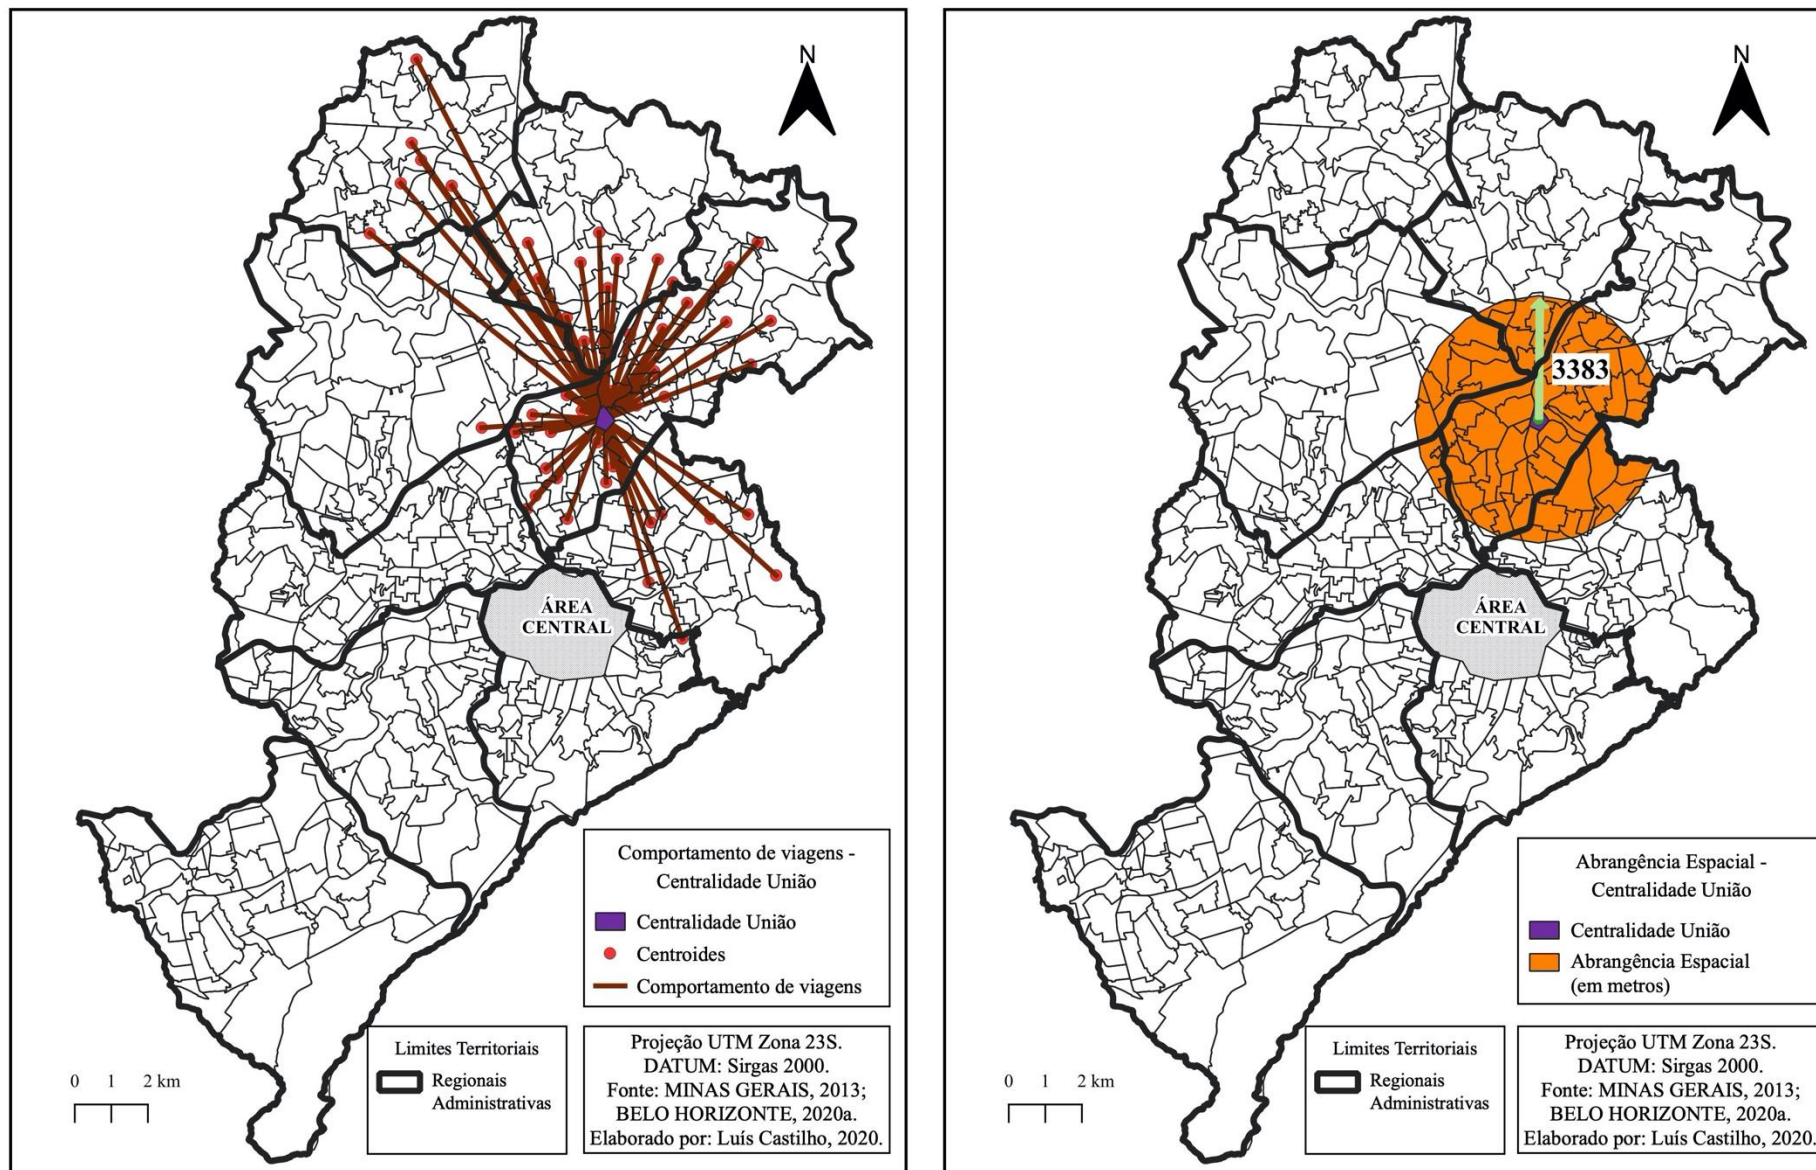 N
ÁREA
CENTRAL
Comportamento de viagens -
Centralidade União
Centralidade União
Centroides
Comportamento de viagens
Limites Territoriais
Regionais
Administrativas
Projeção UTM Zona 23S.
DATUM: Sirgas 2000.
Fonte: MINAS GERAIS, 2013;
BELO HORIZONTE, 2020a.
Elaborado por: Luís Castilho, 2020.
0 1 2 km
N
3383
ÁREA
CENTRAL
Abrangência Espacial -
Centralidade União
Centralidade União
Abrangência Espacial
(em metros)
Limites Territoriais
Regionais
Administrativas
Projeção UTM Zona 23S.
DATUM: Sirgas 2000.
Fonte: MINAS GERAIS, 2013;
BELO HORIZONTE, 2020a.
Elaborado por: Luís Castilho, 2020.
0 1 2 km